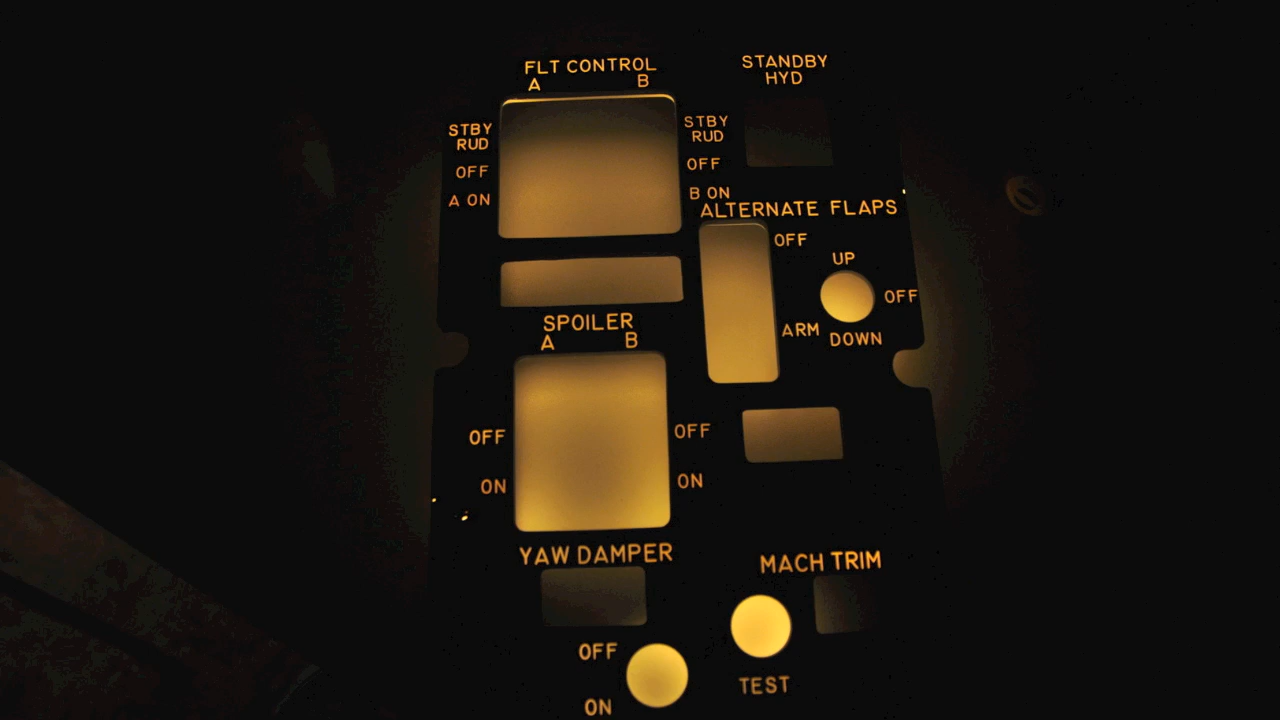 FLT CONTROL
A B
STANDBY
HYD
STBY
RUD
OFF
A ON
STBY
RUD
OFF
B ON
ALTERNATE FLAPS
OFF
UP
OFF
ARM
DOWN
SPOILER
A B
OFF
ON
OFF
ON
YAW DAMPER
OFF
ON
MACH TRIM
TEST